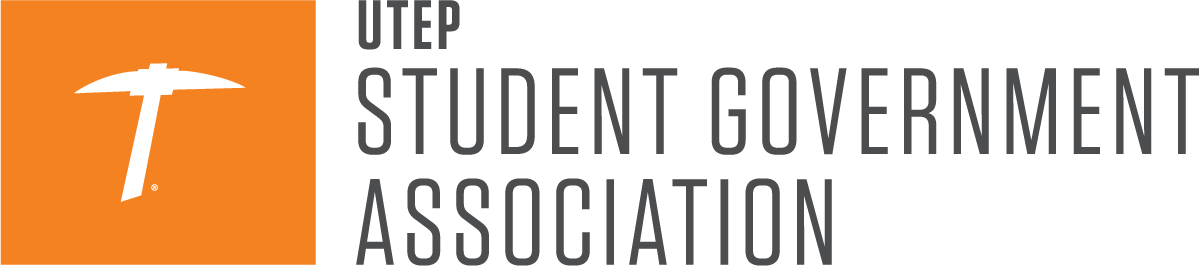 UTEP
STUDENT GOVERNMENT
ASSOCIATION
®